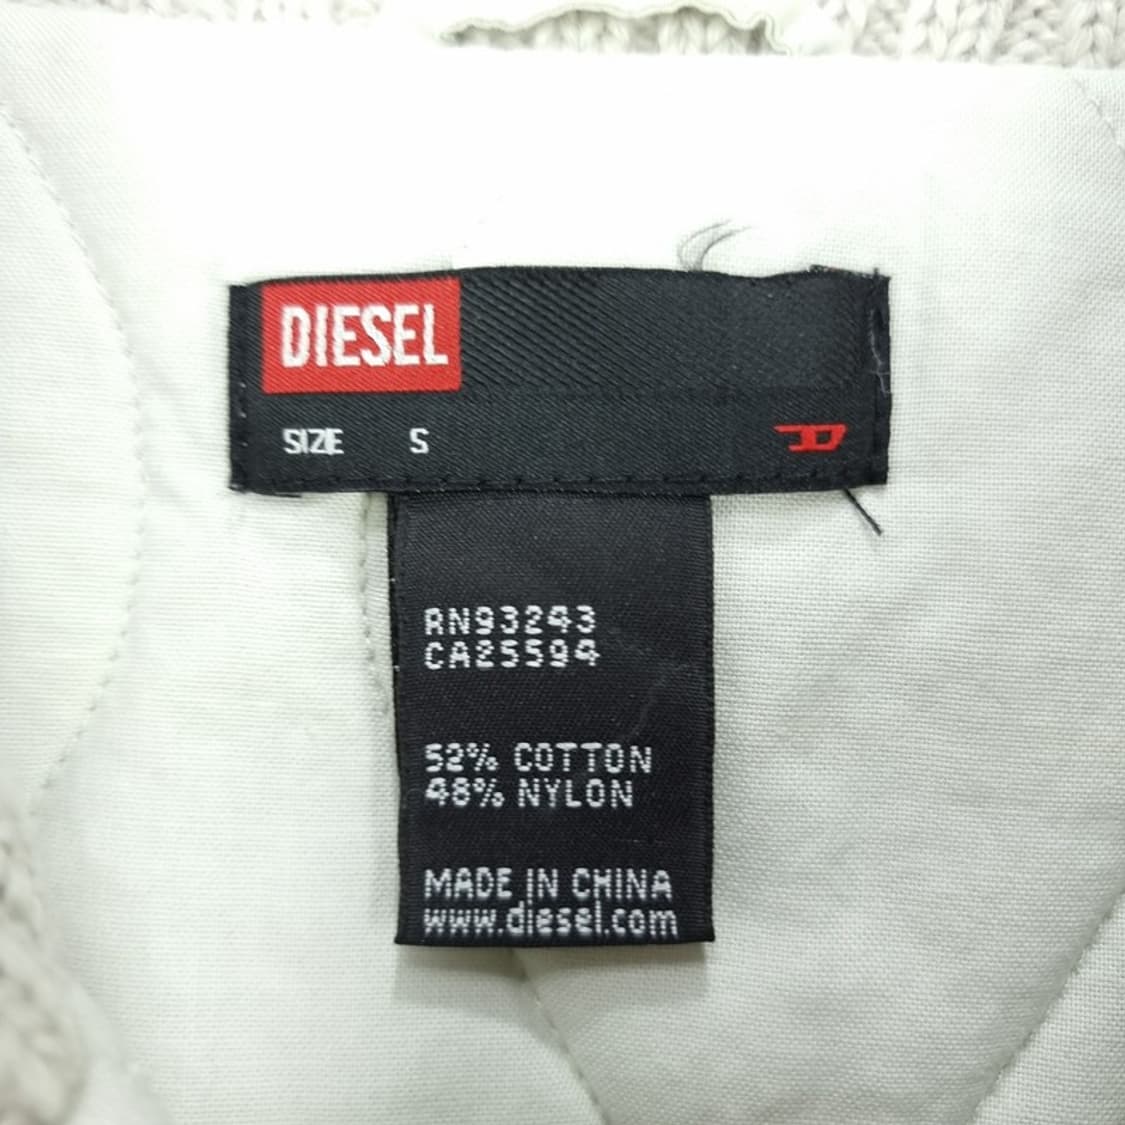 DIESEL
SIZE S
RN93243
CA25594
52% COTTON
48% NYLON
MADE IN CHINA
www.diesel.com